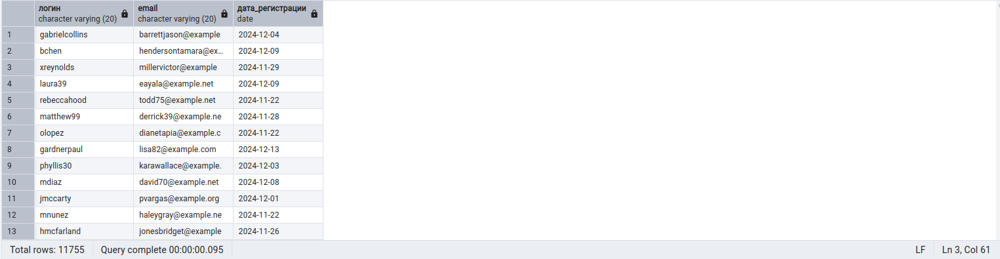 логин email дата_регистрации
character varying (20) character varying (20) date
1 gabrielcollins barrettjason@example 2024-12-04
2 bchen hendersontamara@ex... 2024-12-09
3 xreynolds millervictor@example 2024-11-29
4 laura39 eayala@example.net 2024-12-09
5 rebeccahood todd75@example.net 2024-11-22
6 matthew99 derrick39@example.ne 2024-11-28
7 olopez dianetapia@example.c 2024-11-22
8 gardnerpaul lisa82@example.com 2024-12-13
9 phyllis30 karawallace@example. 2024-12-03
10 mdiaz david70@example.net 2024-12-08
11 jmccarty pvargas@example.org 2024-12-01
12 mnunez haleygray@example.ne 2024-11-22
13 hmcfarland jonesbridget@example 2024-11-26
Total rows: 11755 Query complete 00:00:00.095 LF Ln 3, Col 61